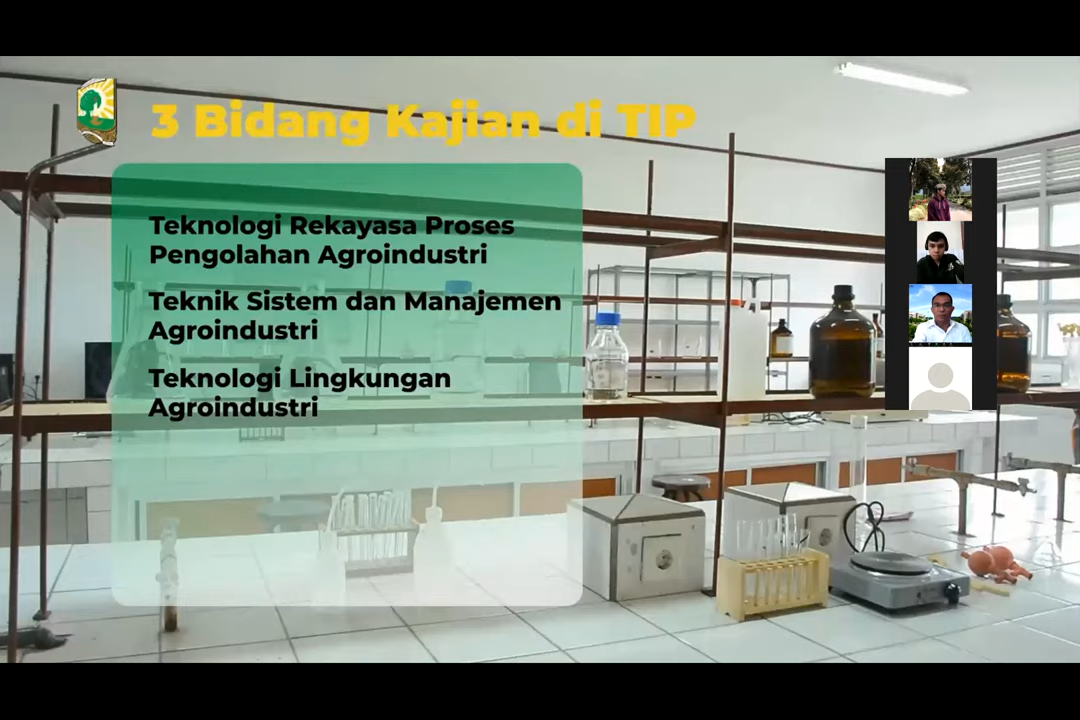 3 Bidang Kajian di TIP
Teknologi Rekayasa Proses
Pengolahan Agroindustri
Teknik Sistem dan Manajemen
Agroindustri
Teknologi Lingkungan
Agroindustri